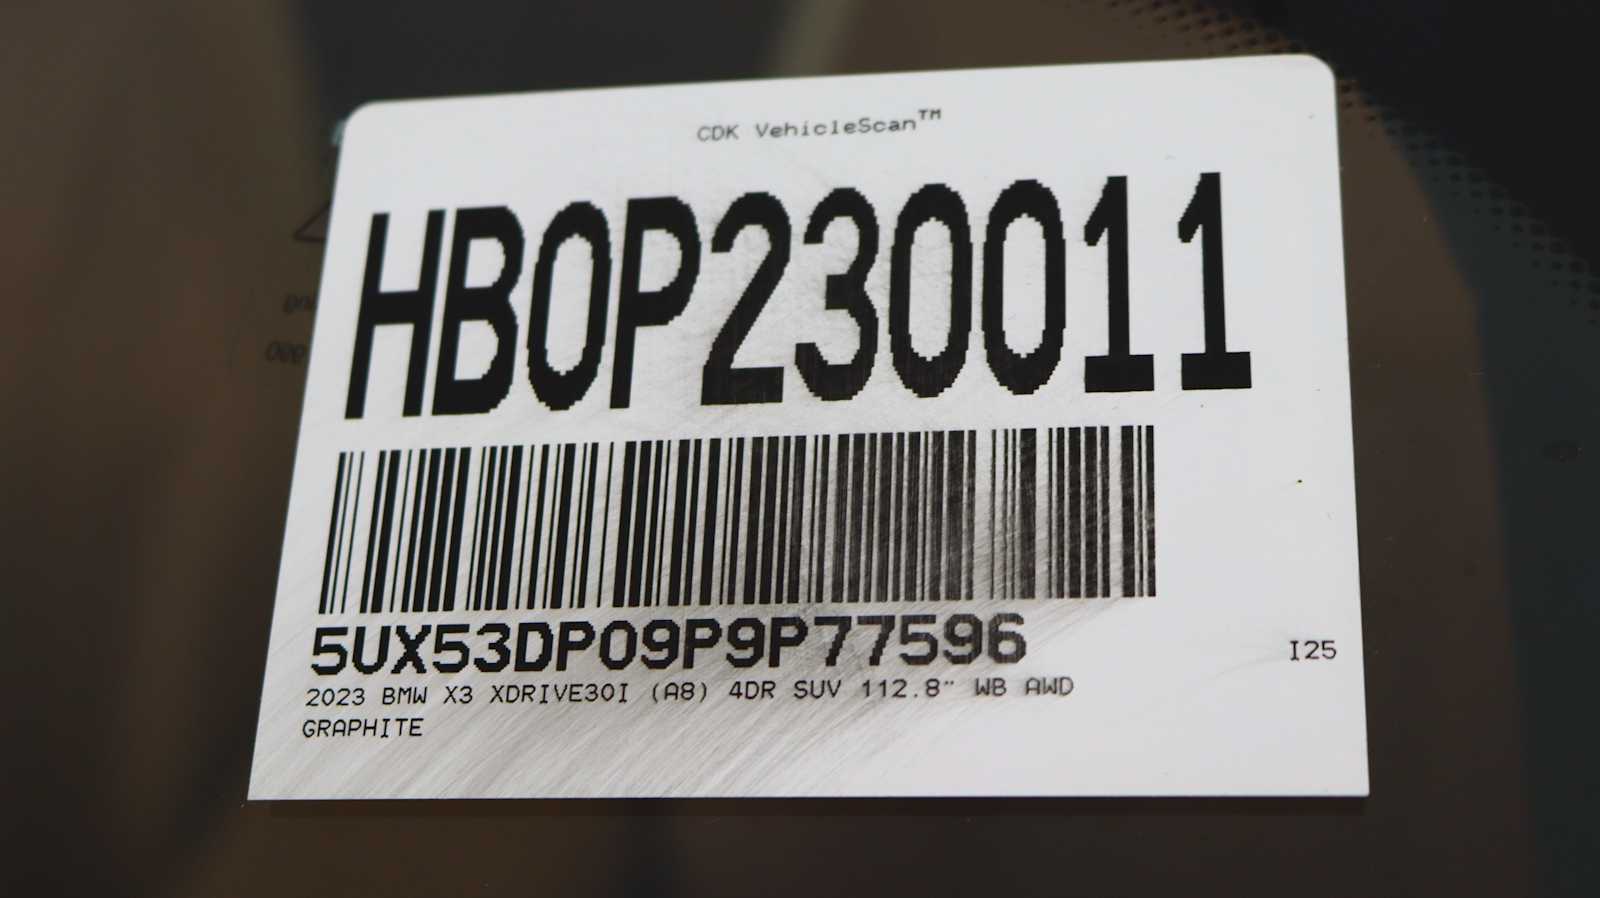 CDK VehicleScan™
HBOP230011
5UX53DP09P9P77596
2023 BMW X3 XDRIVE30I (A8) 4DR SUV 112.8" WB AWD
GRAPHITE
I25